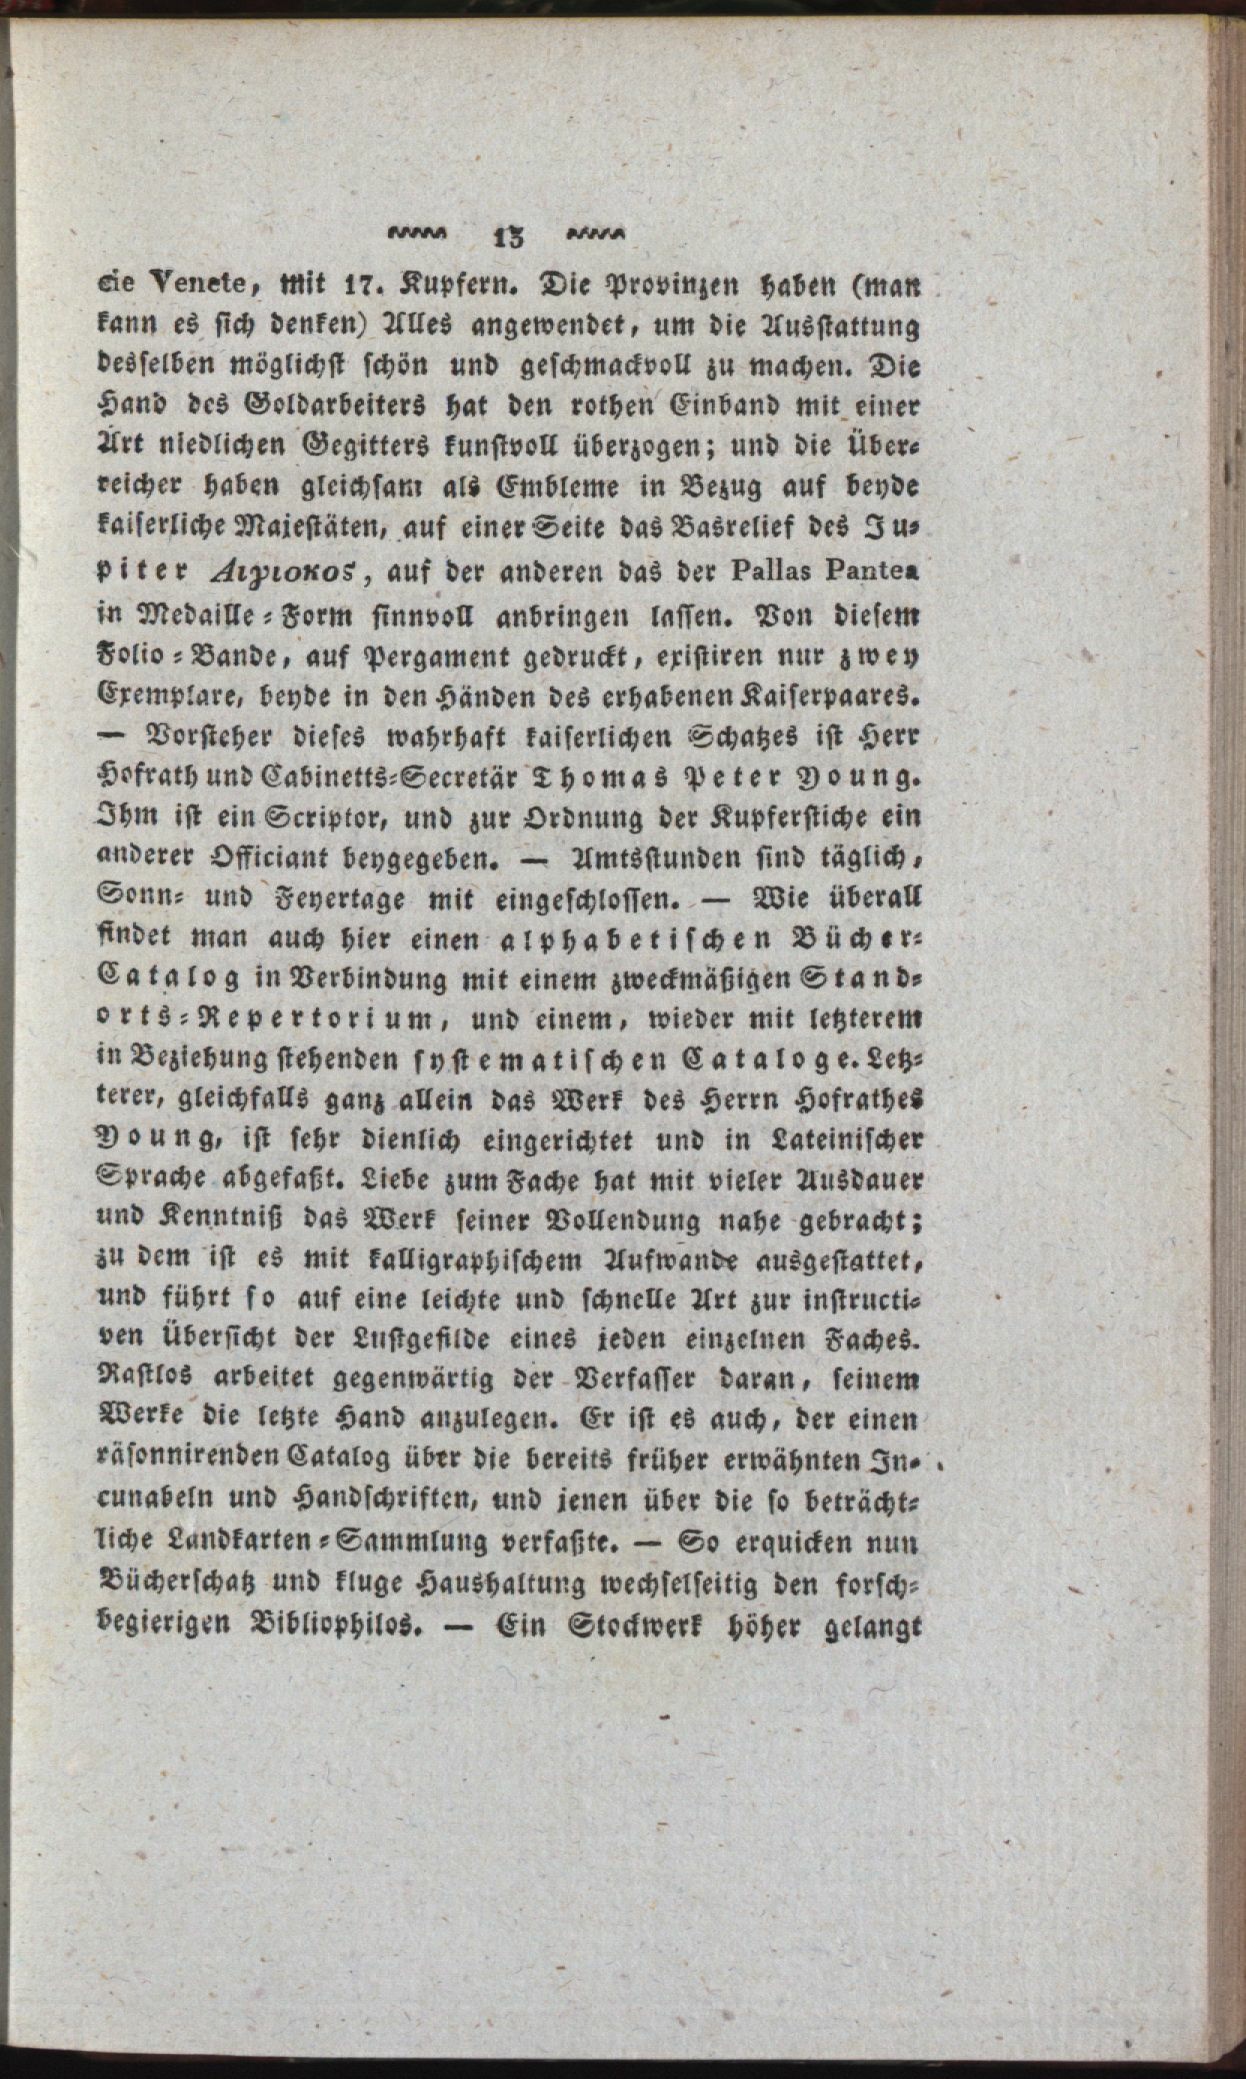 13
cie Venete, mit 17. Kupfern. Die Provinzen haben (man
kann es sich denken) Alles angewendet, um die Ausstattung
desselben möglichst schön und geschmackvoll zu machen. Die
Hand des Goldarbeiters hat den rothen Einband mit einer
Art niedlichen Gegitters kunstvoll überzogen; und die Über-
reicher haben gleichsam als Embleme in Bezug auf beyde
kaiserliche Majestäten, auf einer Seite das Basrelief des Ju-
piter Αιγιοκος, auf der anderen das der Pallas Pantea
in Medaille-Form sinnvoll anbringen lassen. Von diesem
Folio-Bande, auf Pergament gedruckt, existiren nur zwey
Exemplare, beyde in den Händen des erhabenen Kaiserpaares.
— Vorsteher dieses wahrhaft kaiserlichen Schatzes ist Herr
Hofrath und Cabinetts-Secretär Thomas Peter Young.
Ihm ist ein Scriptor, und zur Ordnung der Kupferstiche ein
anderer Officiant beygegeben. — Amtsstunden sind täglich,
Sonn- und Feyertage mit eingeschlossen. — Wie überall
findet man auch hier einen alphabetischen Bücher-
Catalog in Verbindung mit einem zweckmäßigen Stand-
orts-Repertorium, und einem, wieder mit letzterem
in Beziehung stehenden systematischen Cataloge. Letz-
terer, gleichfalls ganz allein das Werk des Herrn Hofrathes
Young, ist sehr dienlich eingerichtet und in Lateinischer
Sprache abgefaßt. Liebe zum Fache hat mit vieler Ausdauer
und Kenntniß das Werk seiner Vollendung nahe gebracht;
zu dem ist es mit kalligraphischem Aufwande ausgestattet,
und führt so auf eine leichte und schnelle Art zur instructi-
ven Übersicht der Lustgefilde eines jeden einzelnen Faches.
Rastlos arbeitet gegenwärtig der Verfasser daran, seinem
Werke die letzte Hand anzulegen. Er ist es auch, der einen
räsonnirenden Catalog über die bereits früher erwähnten In-
cunabeln und Handschriften, und jenen über die so beträcht-
liche Landkarten-Sammlung verfaßte. — So erquicken nun
Bücherschatz und kluge Haushaltung wechselseitig den forsch-
begierigen Bibliophilos. — Ein Stockwerk höher gelangt